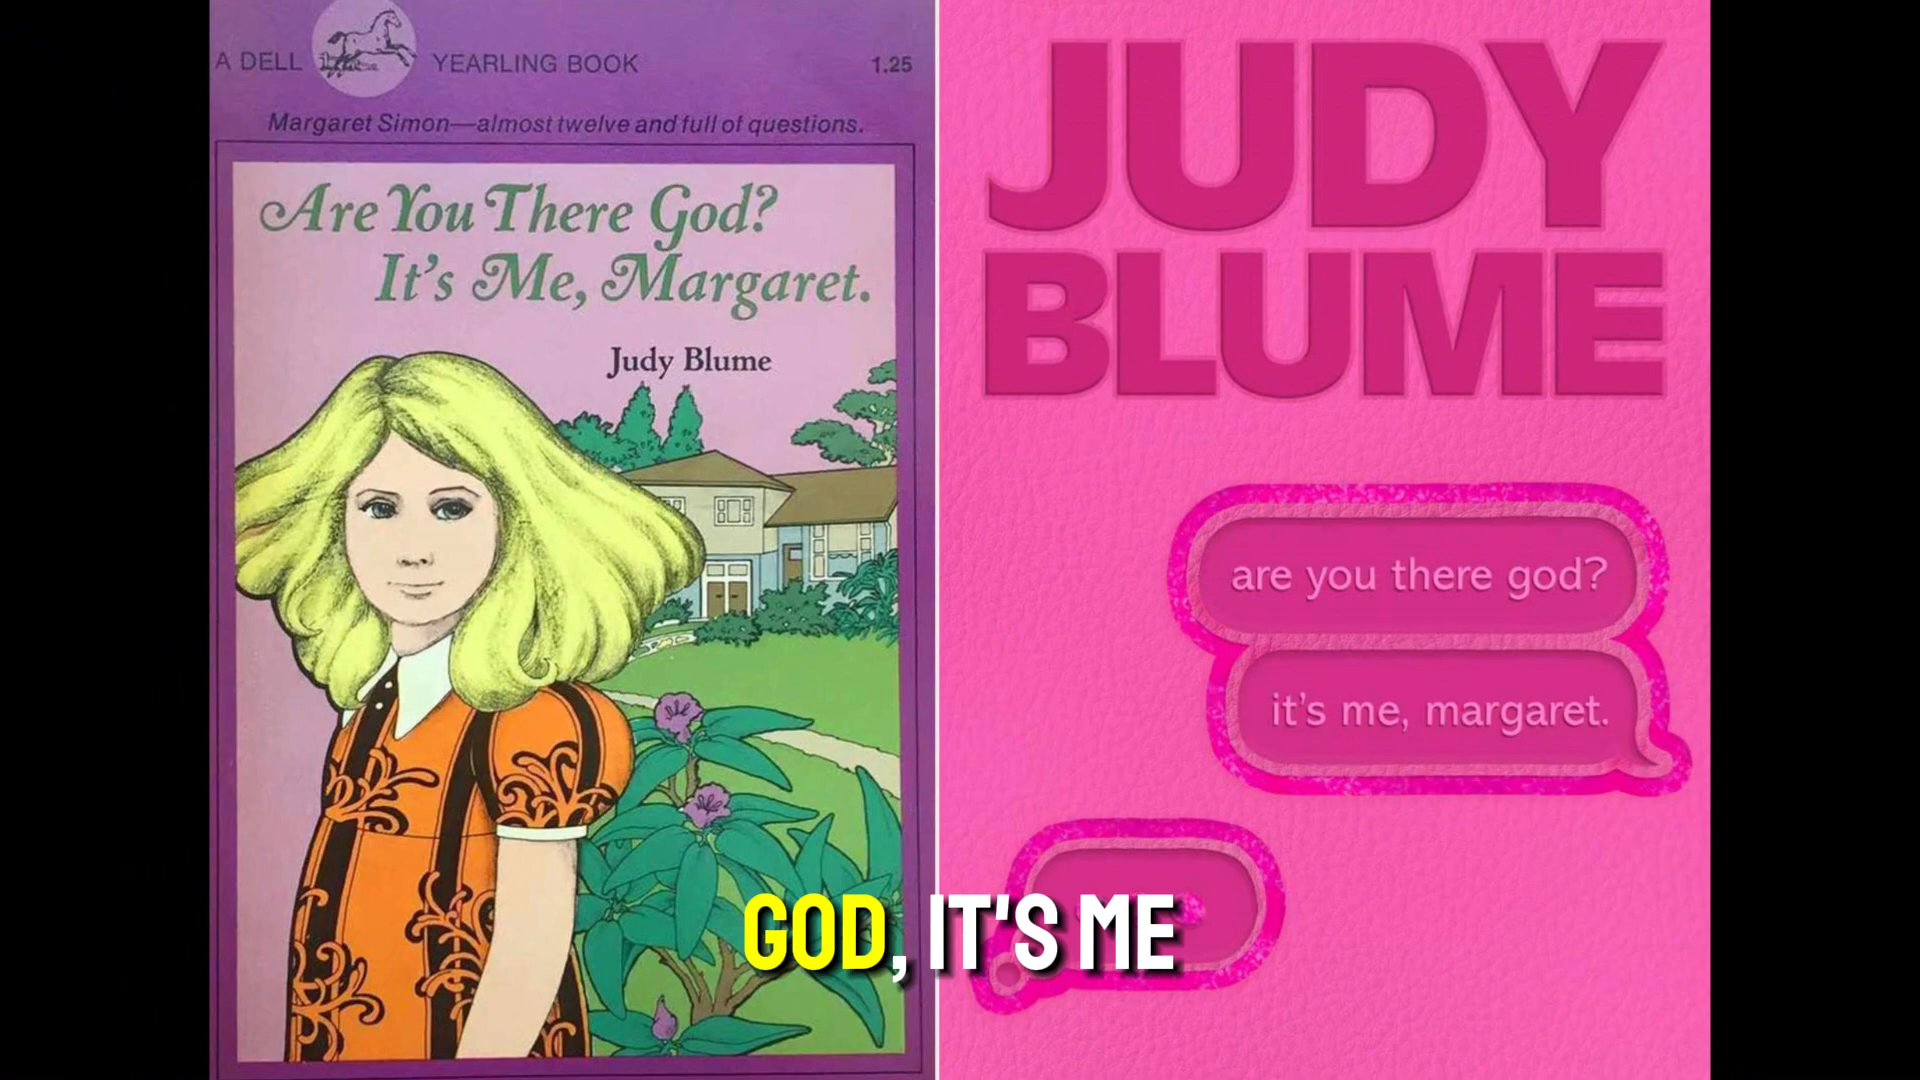 A DELL YEARLING BOOK 1.25
Margaret Simon—almost twelve and full of questions.
Are You There God?
It's Me, Margaret.
Judy Blume
JUDY
BLUME
are you there god?
it's me, margaret.
GOD, IT'S ME